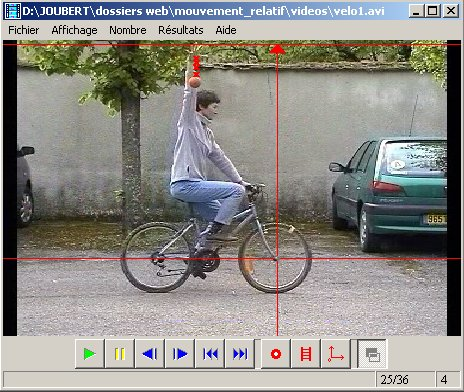 D:\JOUBERT\dossiers web\mouvement_relatif\videos\velo1.avi
Fichier Affichage Nombre Résultats Aide
25/36 4